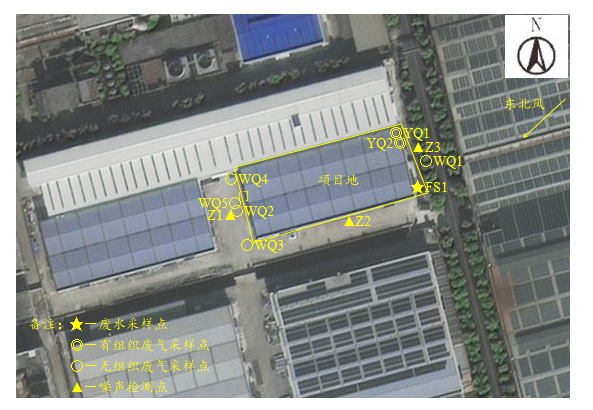 N
东北风
YQ1
YQ2
Z3
WQ1
WQ4
项目地
FS1
WQ5
WQ2
Z1
Z2
WQ3
备注：★—废水采样点
◎—有组织废气采样点
○—无组织废气采样点
▲—噪声检测点